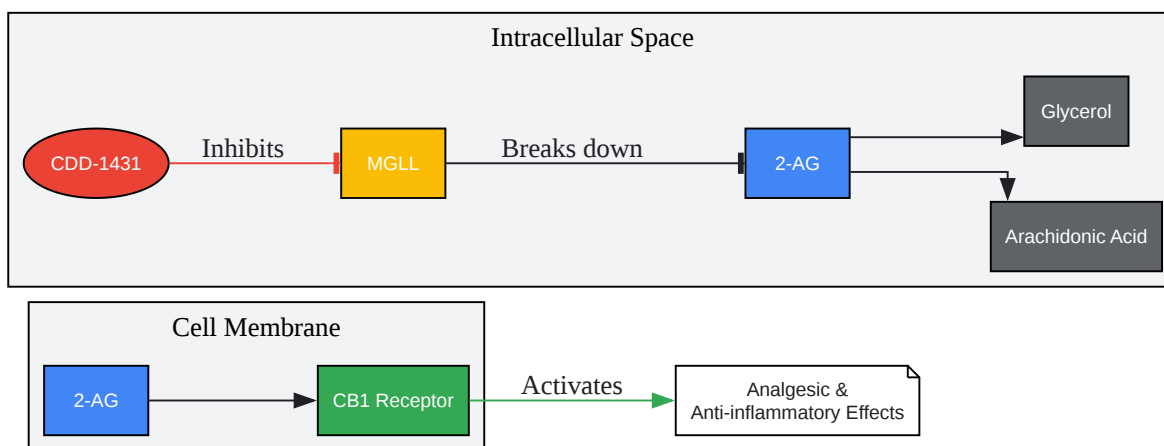 Intracellular Space
Glycerol
CDD-1431
Inhibits
MGLL
Breaks down
2-AG
Arachidonic Acid
Cell Membrane
2-AG
CB1 Receptor
Activates
Analgesic &
Anti-inflammatory Effects